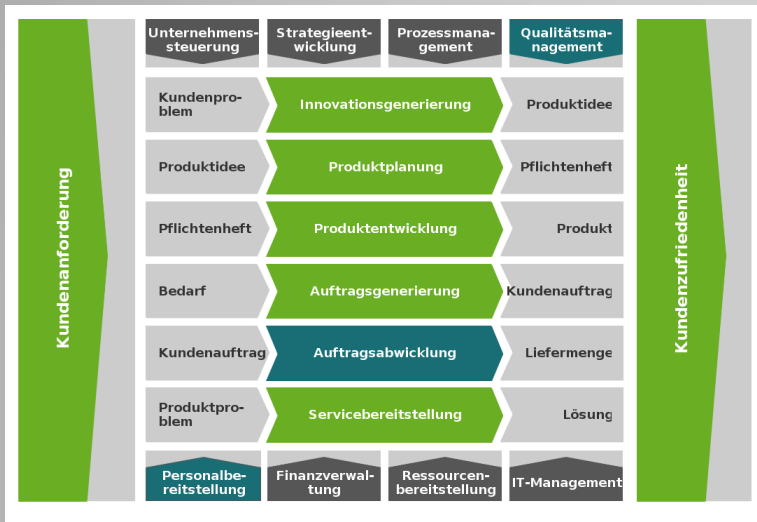 Kundenanforderung
Unternehmens-
steuerung
Strategieent-
wicklung
Prozessmana-
gement
Qualitätsma-
nagement
Kundenpro-
blem
Innovationsgenerierung
Produktidee
Produktidee
Produktplanung
Pflichtenheft
Pflichtenheft
Produktentwicklung
Produkt
Bedarf
Auftragsgenerierung
Kundenauftrag
Kundenauftrag
Auftragsabwicklung
Liefermenge
Produktpro-
blem
Servicebereitstellung
Lösung
Personalbe-
reitstellung
Finanzverwal-
tung
Ressourcen-
bereitstellung
IT-Management
Kundenzufriedenheit